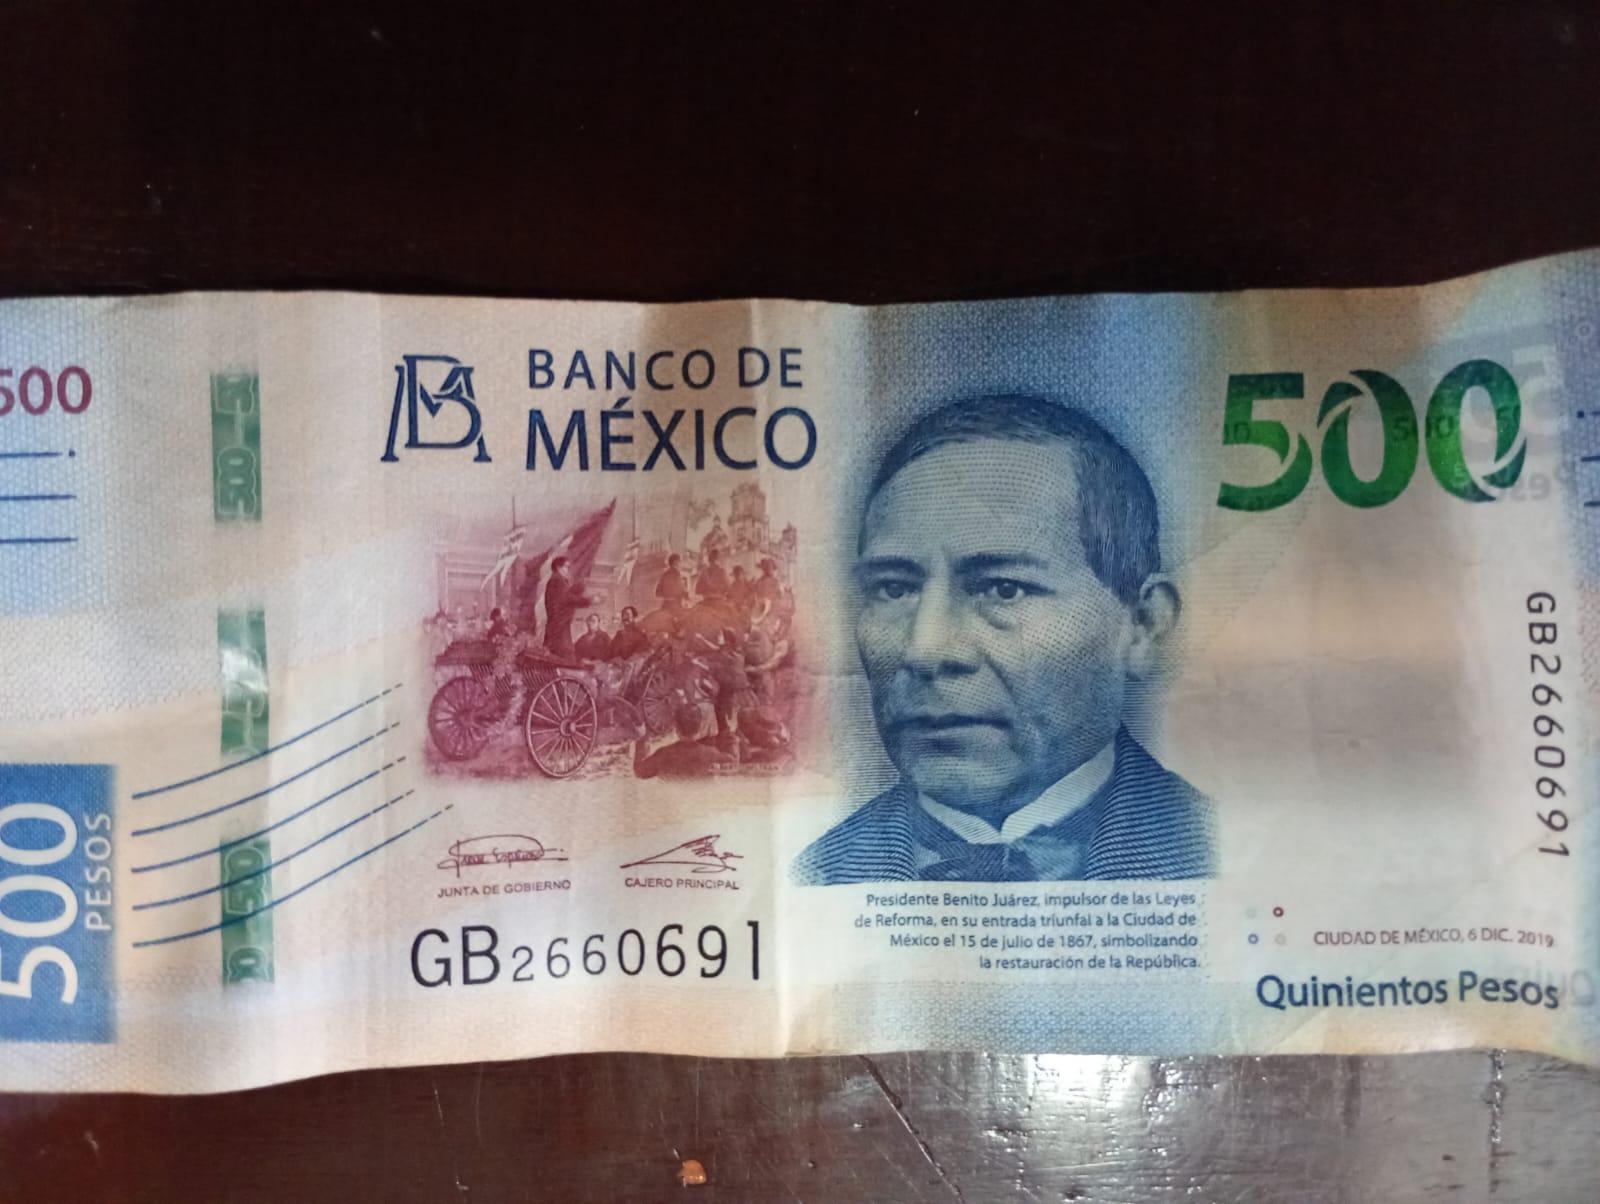 500
BM
BANCO DE
MÉXICO
500
500
PESOS
JUNTA DE GOBIERNO
CAJERO PRINCIPAL
GB2660691
Presidente Benito Juárez, impulsor de las Leyes
de Reforma, en su entrada triunfal a la Ciudad de
México el 15 de julio de 1867, simbolizando
la restauración de la República.
GB2660691
CIUDAD DE MÉXICO, 6 DIC. 2019
Quinientos Pesos